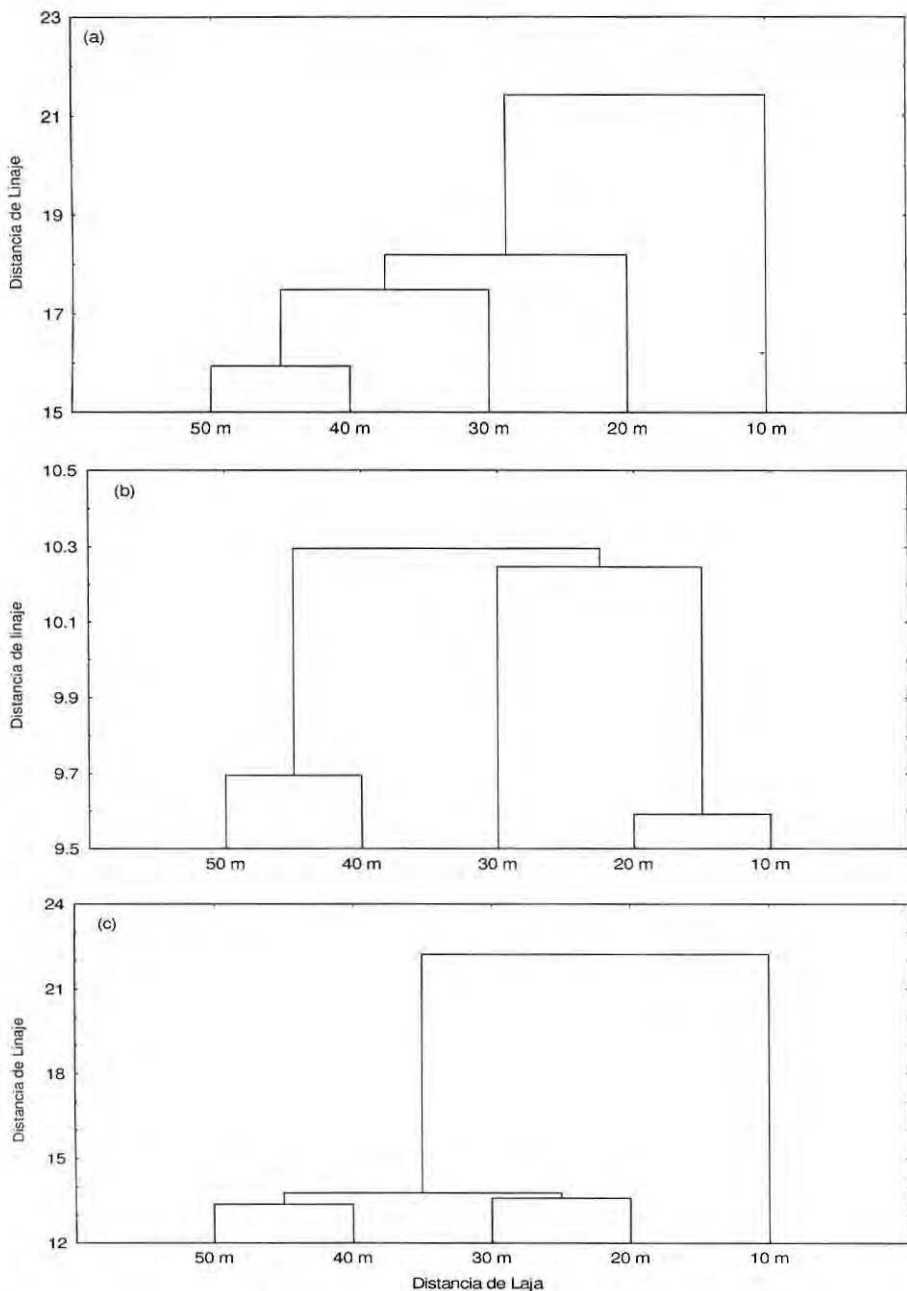 (a)
Distancia de Linaje
23
21
19
17
15
50 m 40 m 30 m 20 m 10 m
(b)
Distancia de linaje
10.5
10.3
10.1
9.9
9.7
9.5
50 m 40 m 30 m 20 m 10 m
(c)
Distancia de Linaje
24
21
18
15
12
50 m 40 m 30 m 20 m 10 m
Distancia de Laja